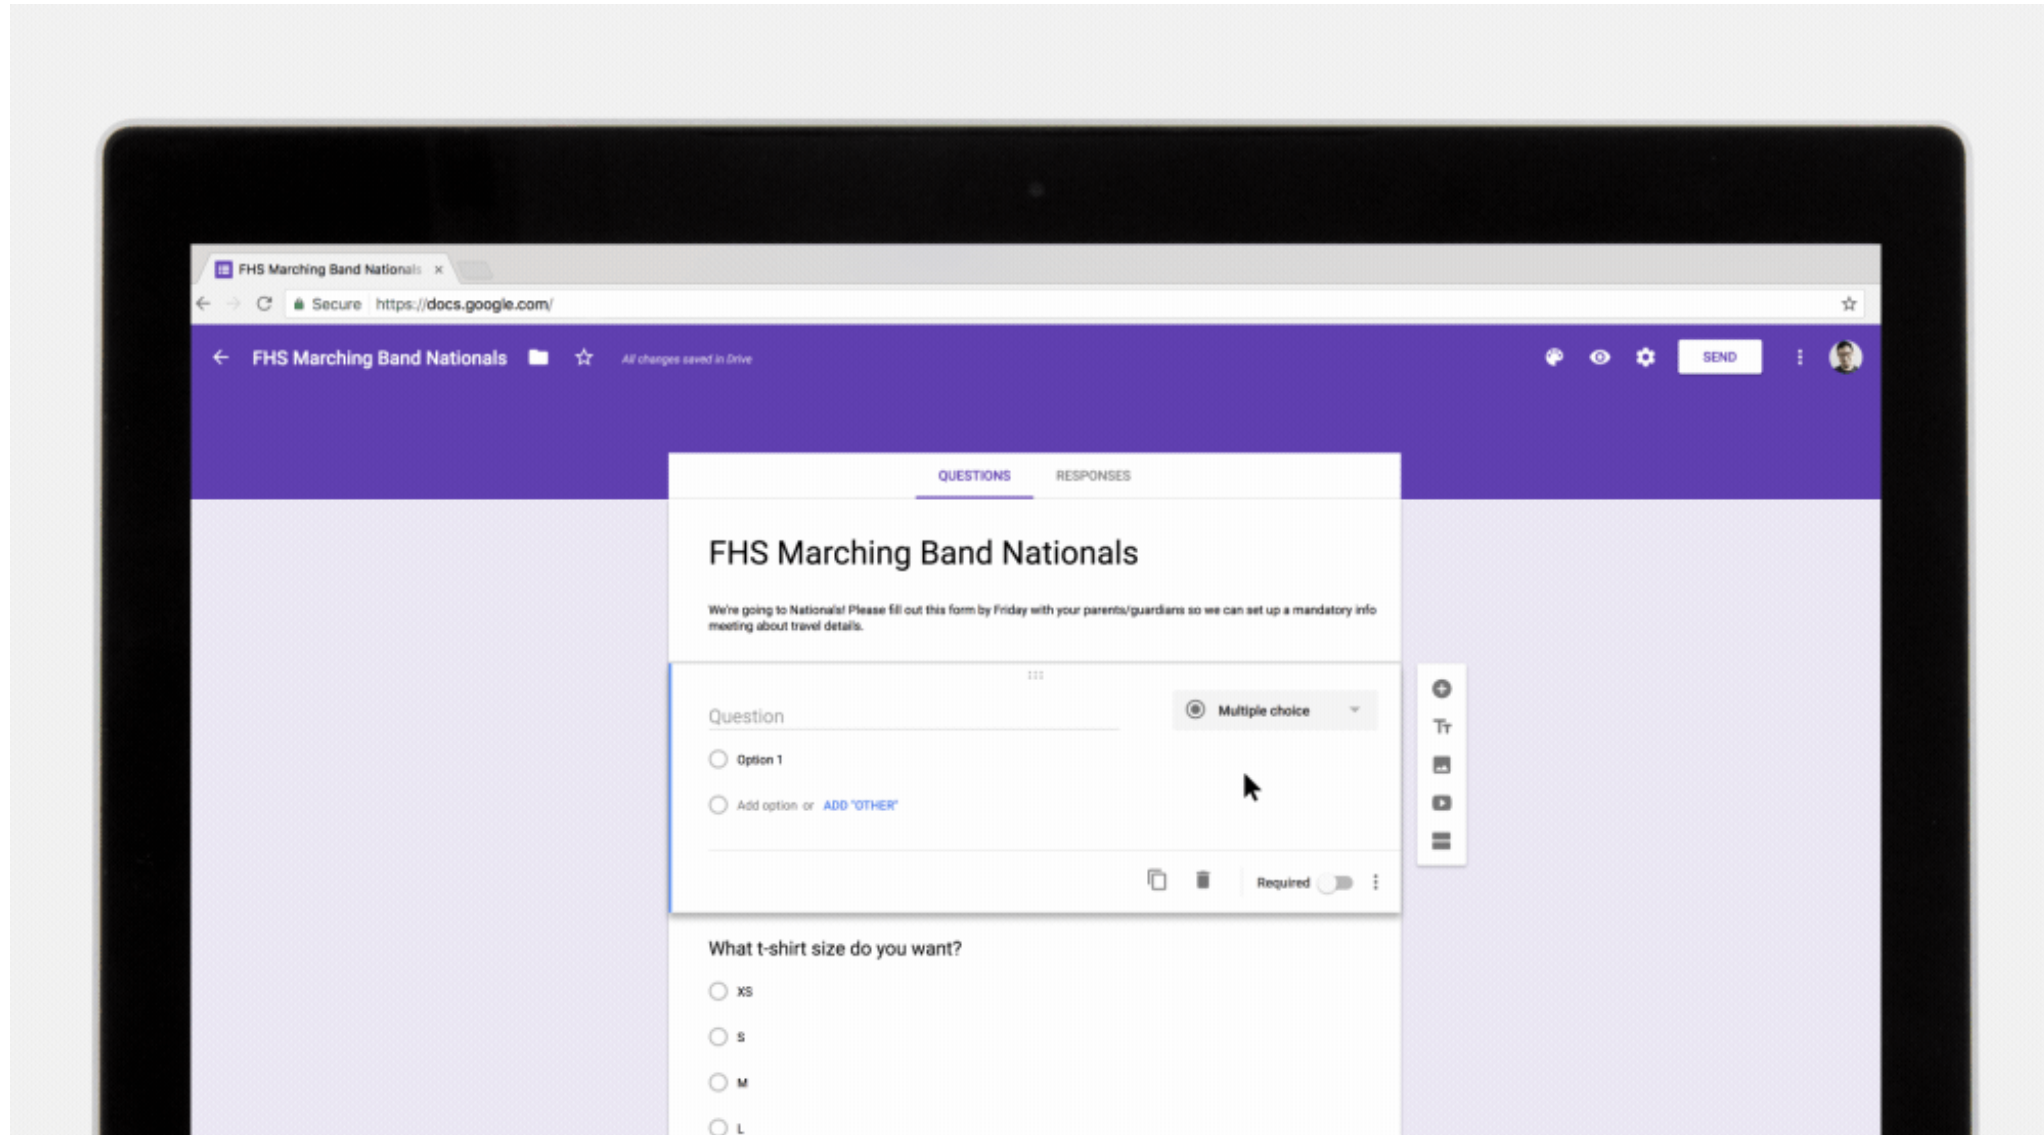 FHS Marching Band Nationals ×
Secure https://docs.google.com/
FHS Marching Band Nationals All changes saved in Drive SEND
QUESTIONS RESPONSES
FHS Marching Band Nationals
We're going to Nationals! Please fill out this form by Friday with your parents/guardians so we can set up a mandatory info
meeting about travel details.
Question Multiple choice
Tт
Option 1
Add option or ADD "OTHER"
Required
What t-shirt size do you want?
XS
S
M
L